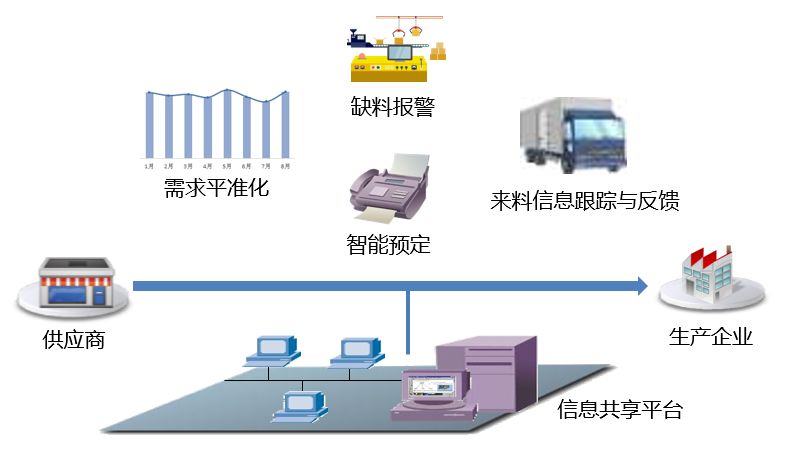 缺料报警
1月 2月 3月 4月 5月 6月 7月 8月
需求平准化
来料信息跟踪与反馈
智能预定
供应商
生产企业
信息共享平台